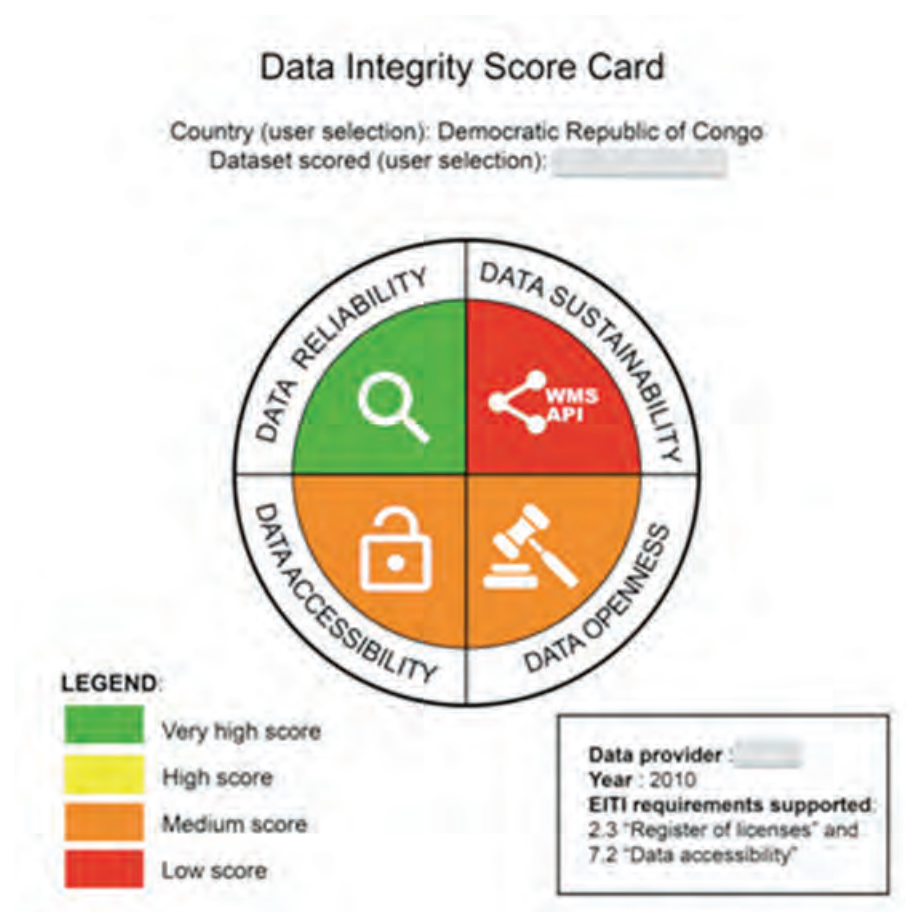 Data Integrity Score Card
Country (user selection): Democratic Republic of Congo
Dataset scored (user selection):
DATA RELIABILITY
DATA SUSTAINABILITY
WMS
API
DATA ACCESSIBILITY
DATA OPENNESS
LEGEND:
Very high score
High score
Medium score
Low score
Data provider :
Year : 2010
EITI requirements supported:
2.3 "Register of licenses" and
7.2 "Data accessibility"